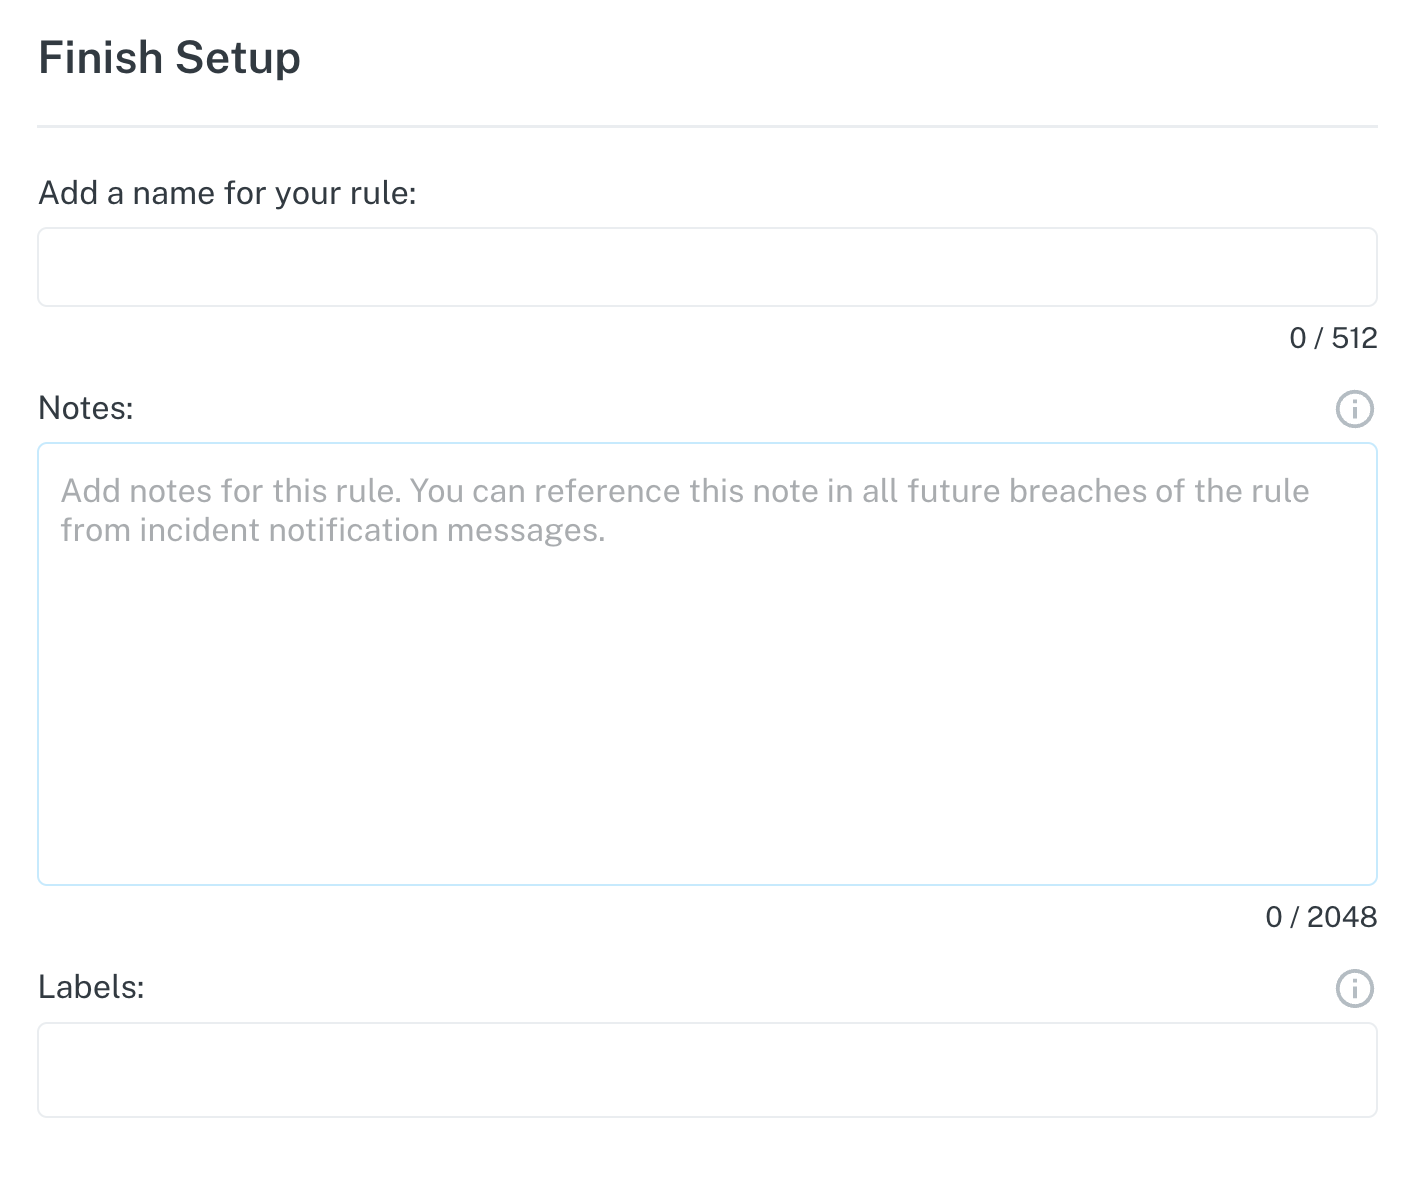 Finish Setup
Add a name for your rule:
0 / 512
Notes:
Add notes for this rule. You can reference this note in all future breaches of the rule
from incident notification messages.
0 / 2048
Labels: